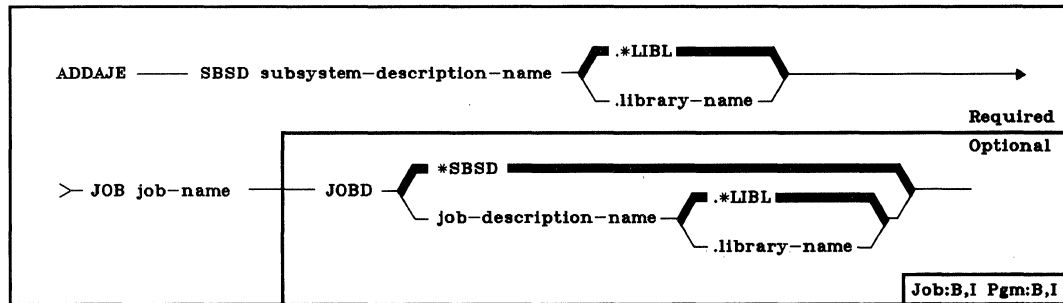 .*LIBL
ADDAJE SBSD subsystem-description-name
.library-name
Required
Optional
*SBSD
JOB job-name JOBD
.*LIBL
job-description-name
.library-name
Job:B,I Pgm:B,I